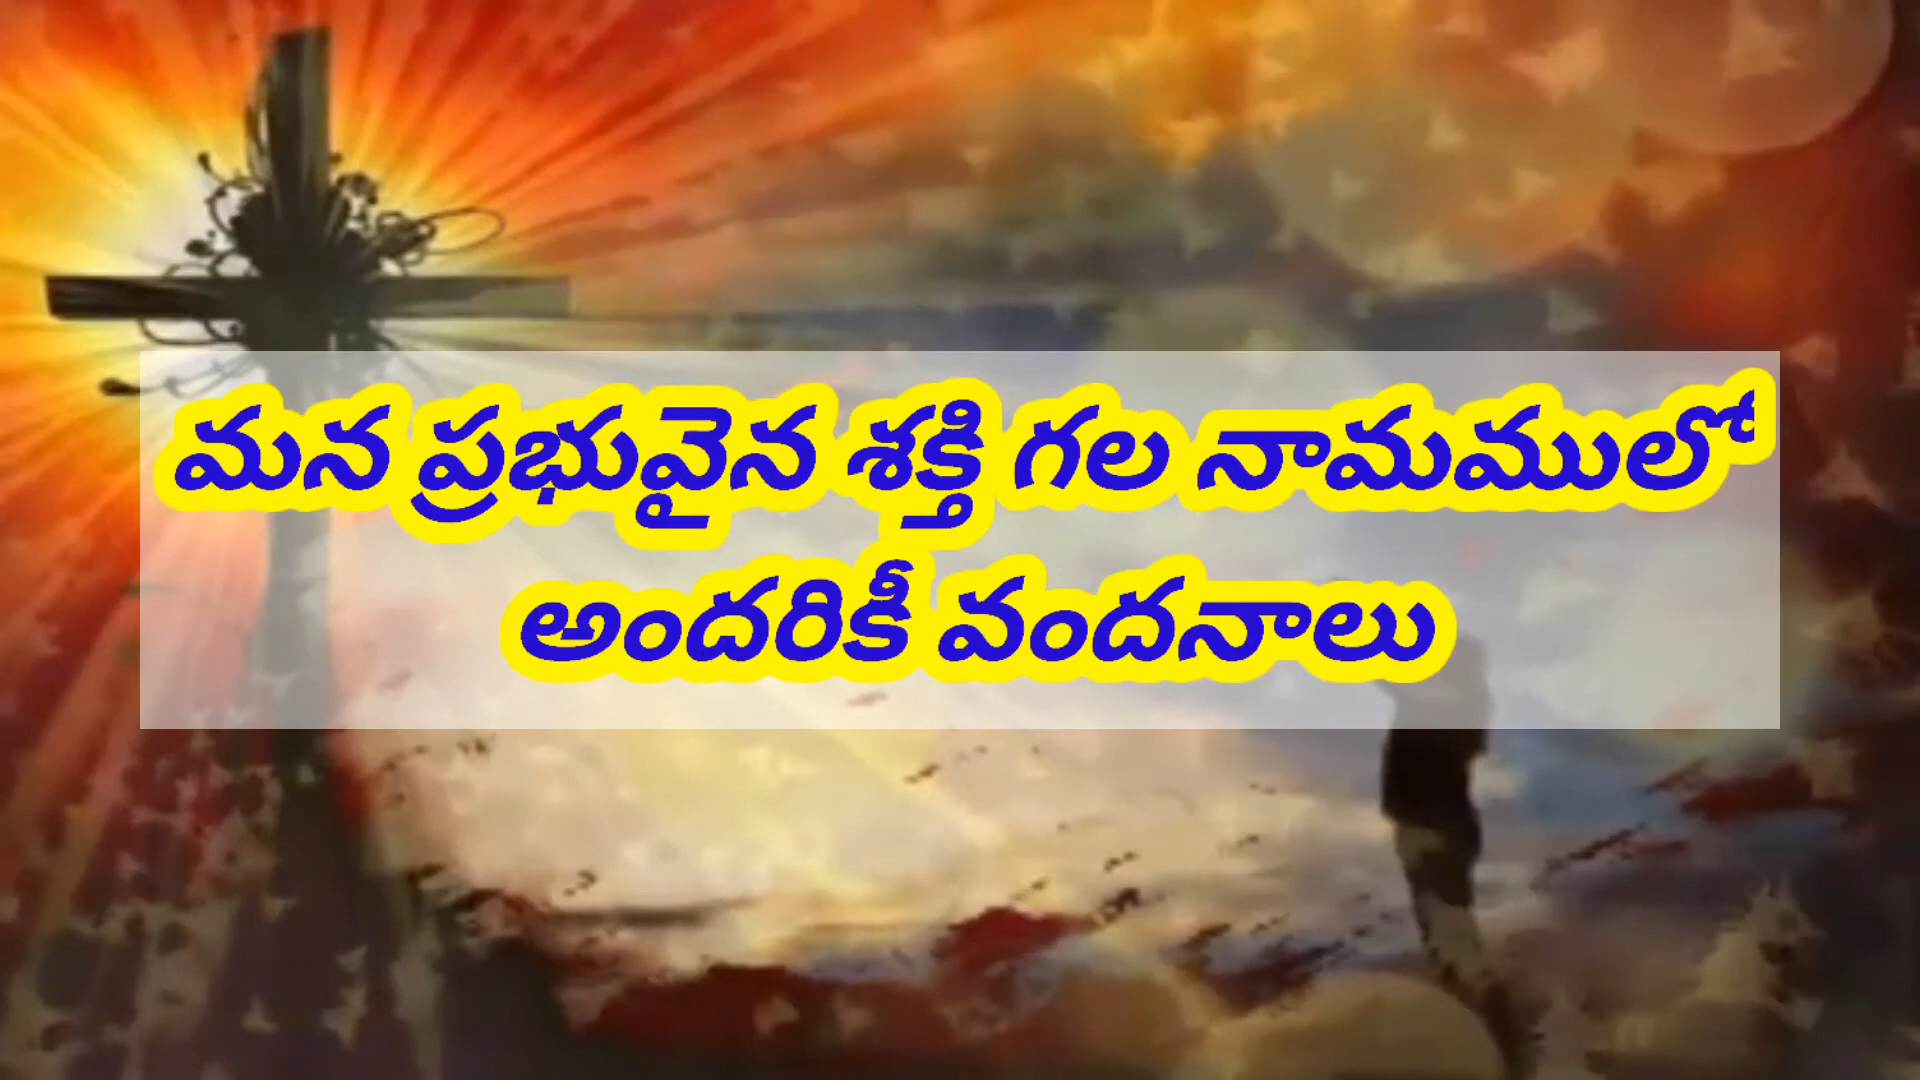 మన ప్రభువైన శక్తి గల నామములో
అందరికీ వందనాలు